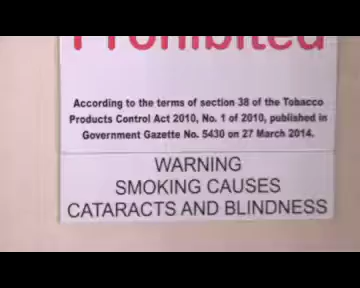 Prohibited
According to the terms of section 38 of the Tobacco
Products Control Act 2010, No. 1 of 2010, published in
Government Gazette No. 5430 on 27 March 2014.
WARNING
SMOKING CAUSES
CATARACTS AND BLINDNESS